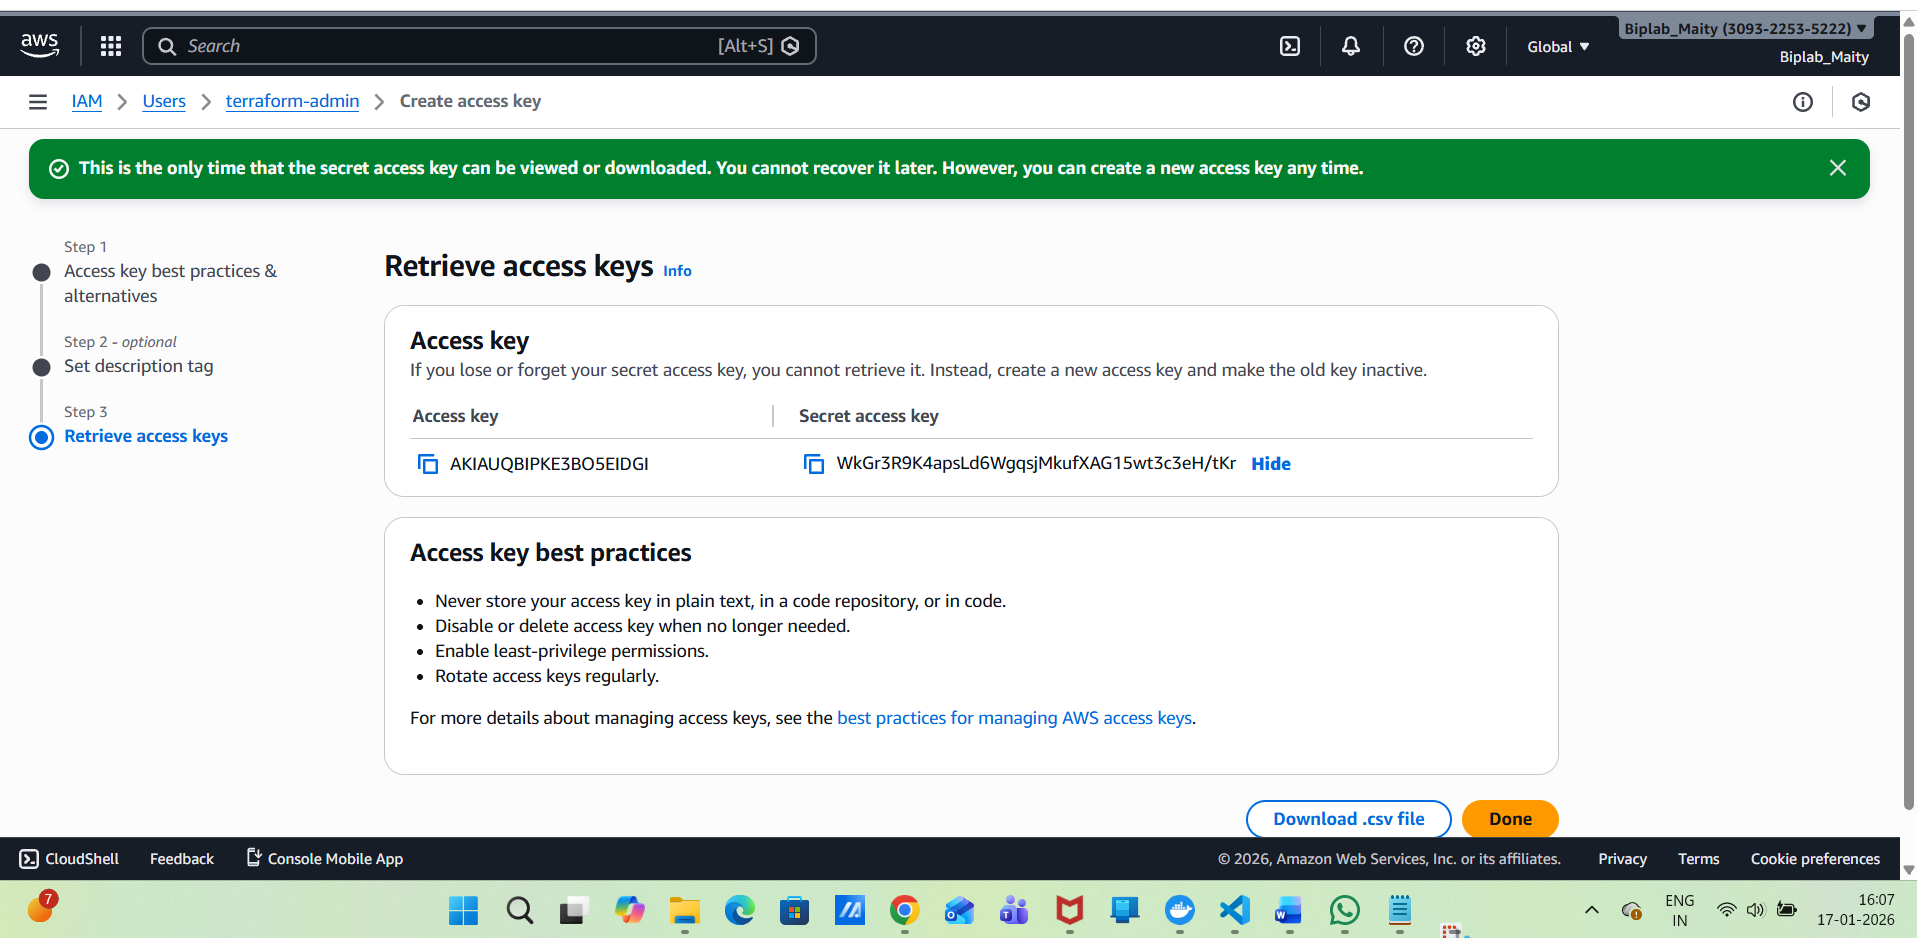 aws
Search
[Alt+S]
Global
Biplab_Maity (3093-2253-5222)
Biplab_Maity
IAM > Users > terraform-admin > Create access key
This is the only time that the secret access key can be viewed or downloaded. You cannot recover it later. However, you can create a new access key any time.
Step 1
Access key best practices &
alternatives
Step 2 - optional
Set description tag
Step 3
Retrieve access keys
Retrieve access keys Info
Access key
If you lose or forget your secret access key, you cannot retrieve it. Instead, create a new access key and make the old key inactive.
Access key
Secret access key
AKIAUQBIPKE3BO5EIDGI
[secret access key redacted] Hide
Access key best practices
Never store your access key in plain text, in a code repository, or in code.
Disable or delete access key when no longer needed.
Enable least-privilege permissions.
Rotate access keys regularly.
For more details about managing access keys, see the best practices for managing AWS access keys.
Download .csv file
Done
CloudShell Feedback Console Mobile App
© 2026, Amazon Web Services, Inc. or its affiliates. Privacy Terms Cookie preferences
7
ENG
IN
16:07
17-01-2026